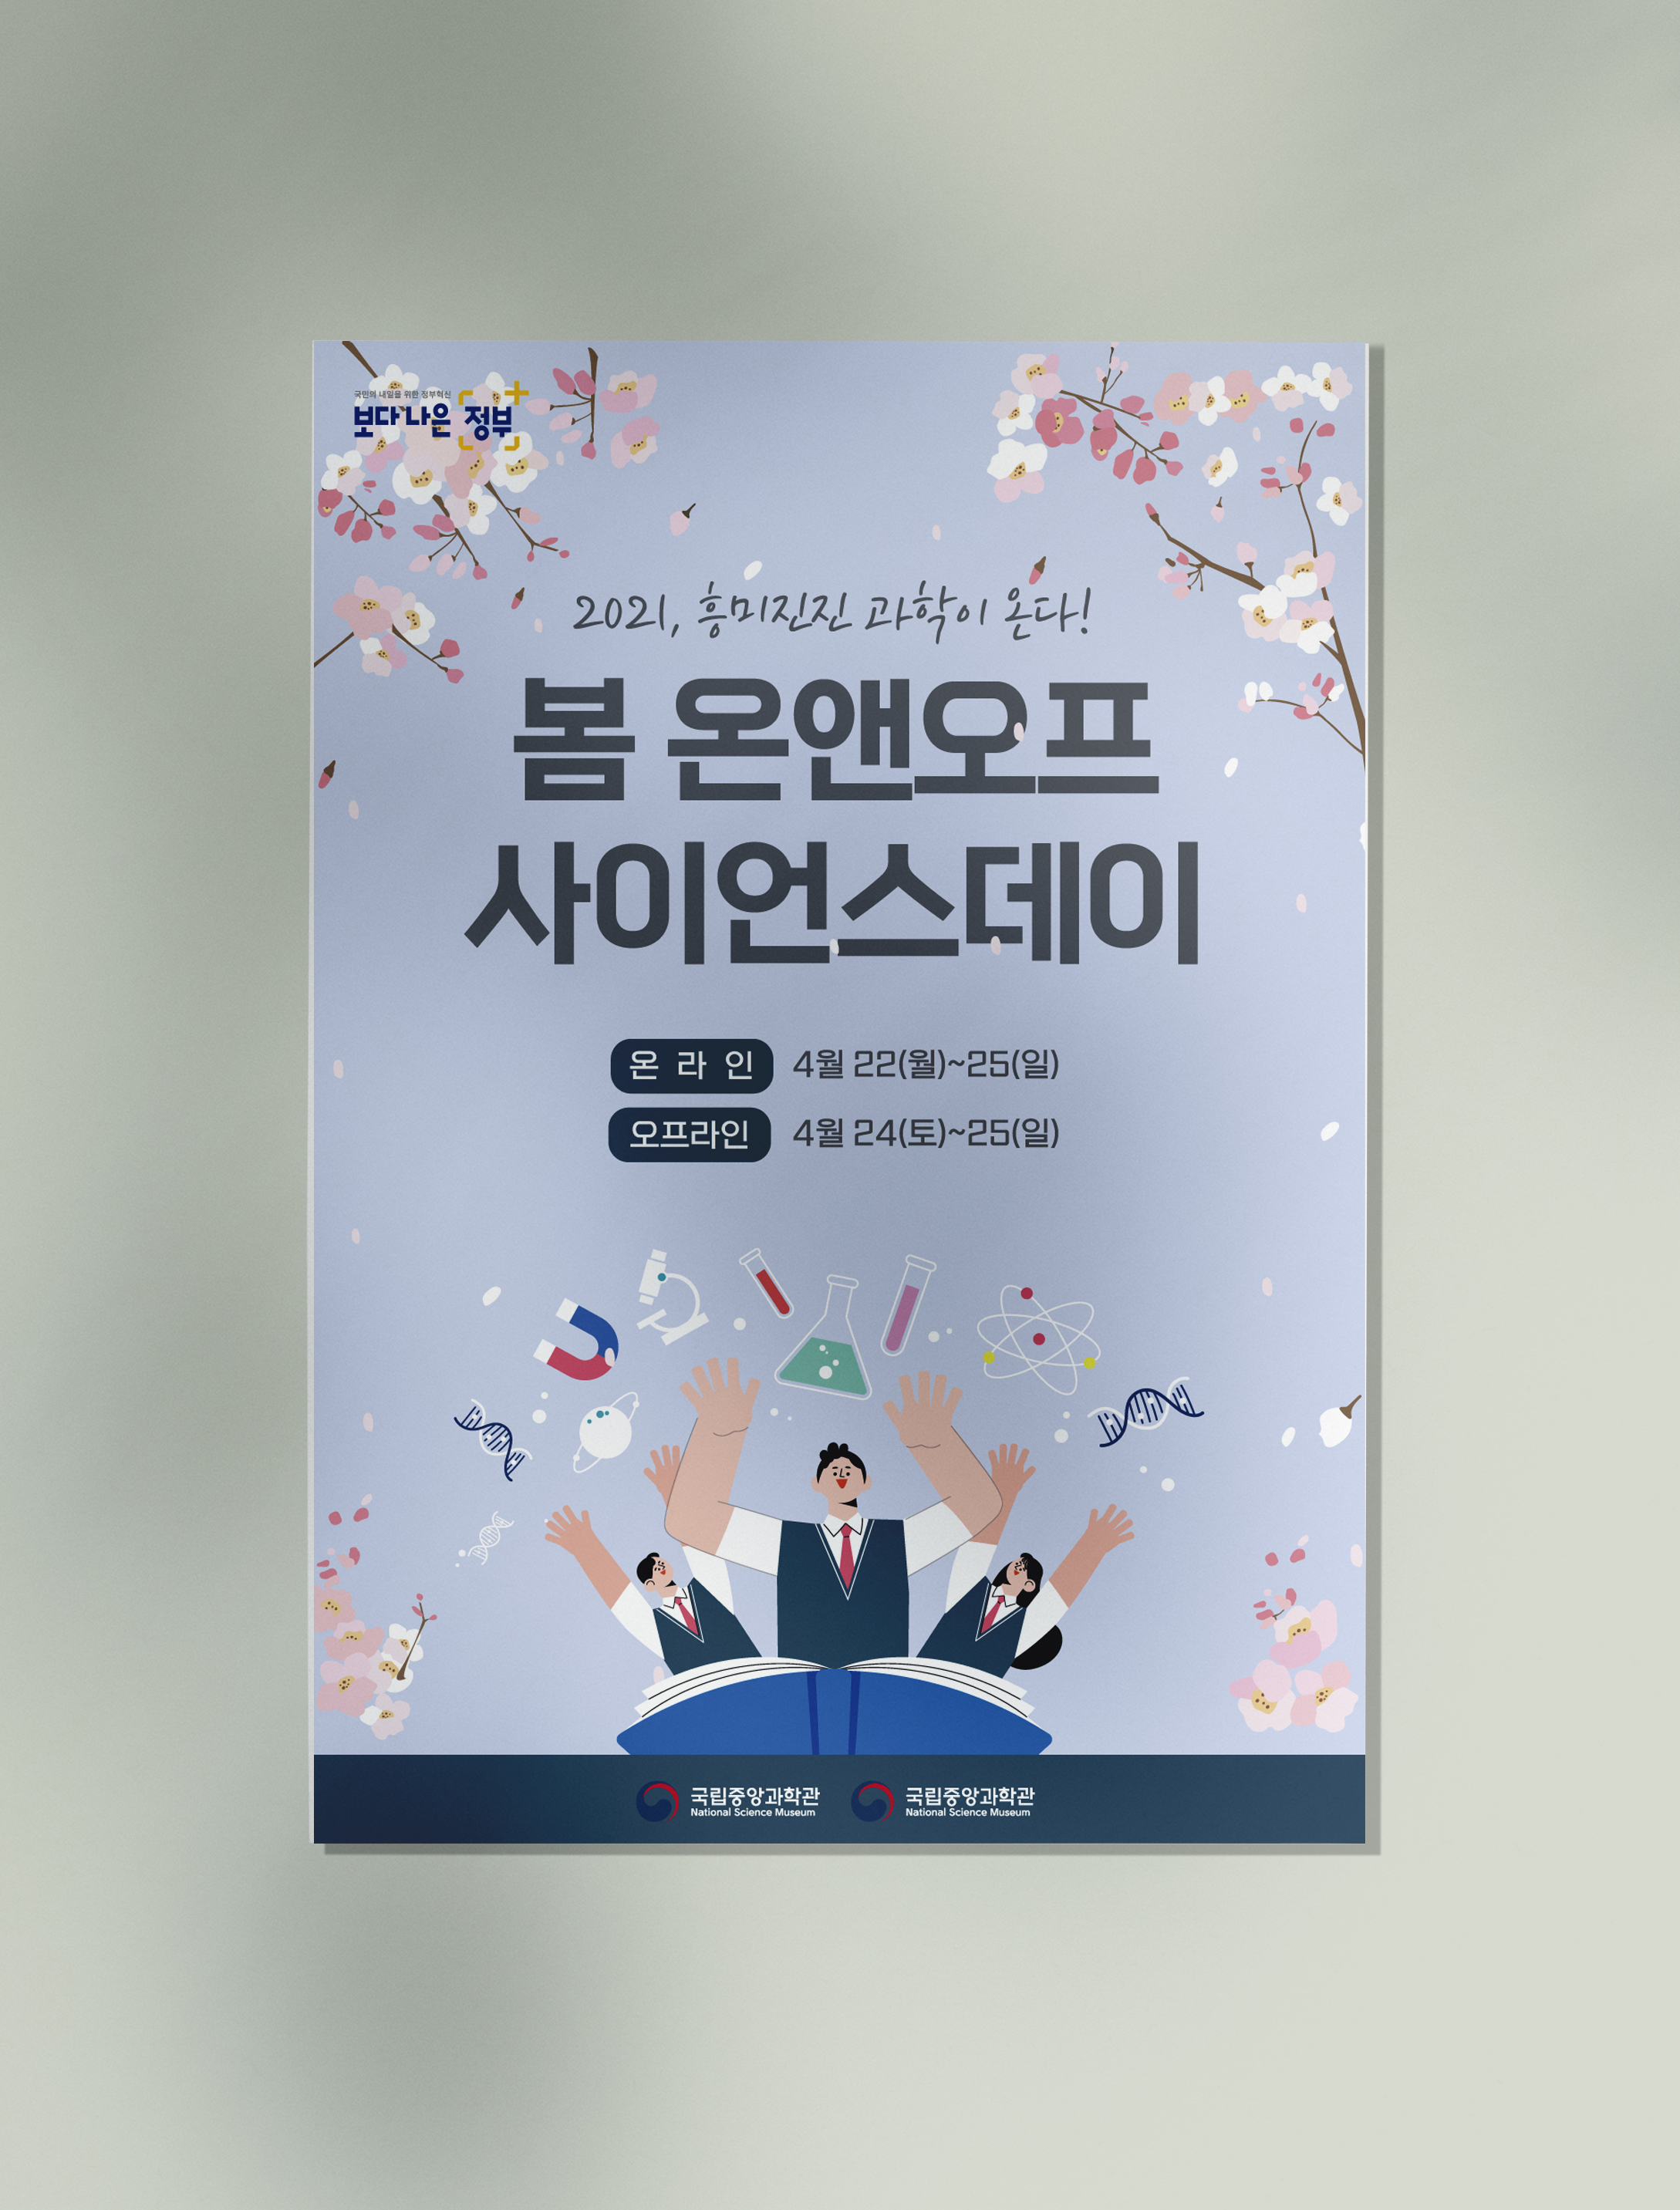 국민의 내일을 위한 정부혁신
보다나은 정부
2021, 흥미진진 과학이 온다!
봄 온앤오프
사이언스데이
온 라 인 4월 22(월)~25(일)
오프라인 4월 24(토)~25(일)
국립중앙과학관 국립중앙과학관
National Science Museum National Science Museum